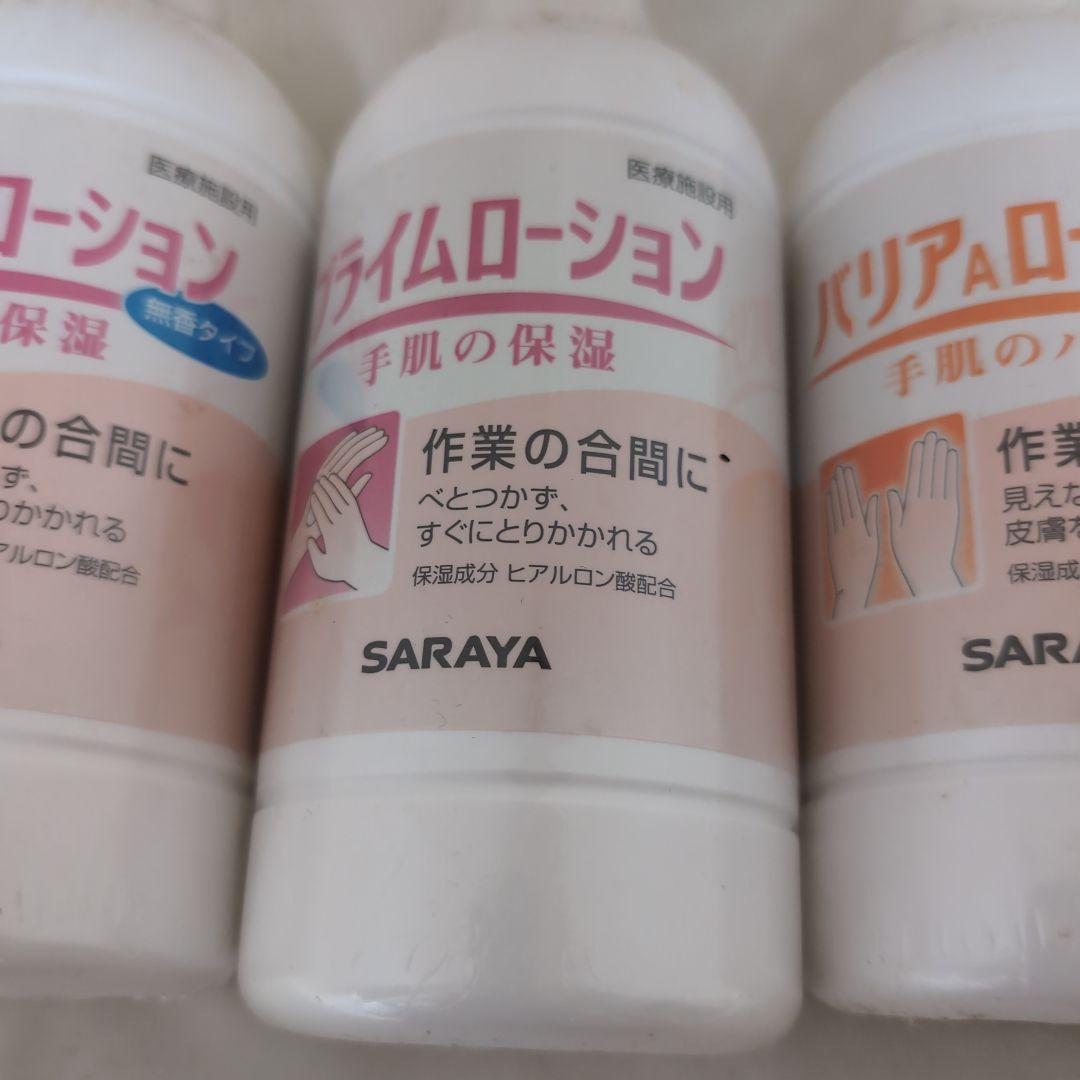 医療施設用
ローション
保湿
無香タイプ
の合間に
ず、
りかかれる
アルロン酸配合
医療施設用
プライムローション
手肌の保湿
作業の合間に
べとつかず、
すぐにとりかかれる
保湿成分 ヒアルロン酸配合
SARAYA
バリアAロー
手肌の
作業
見えな
皮膚を
保湿成
SARA